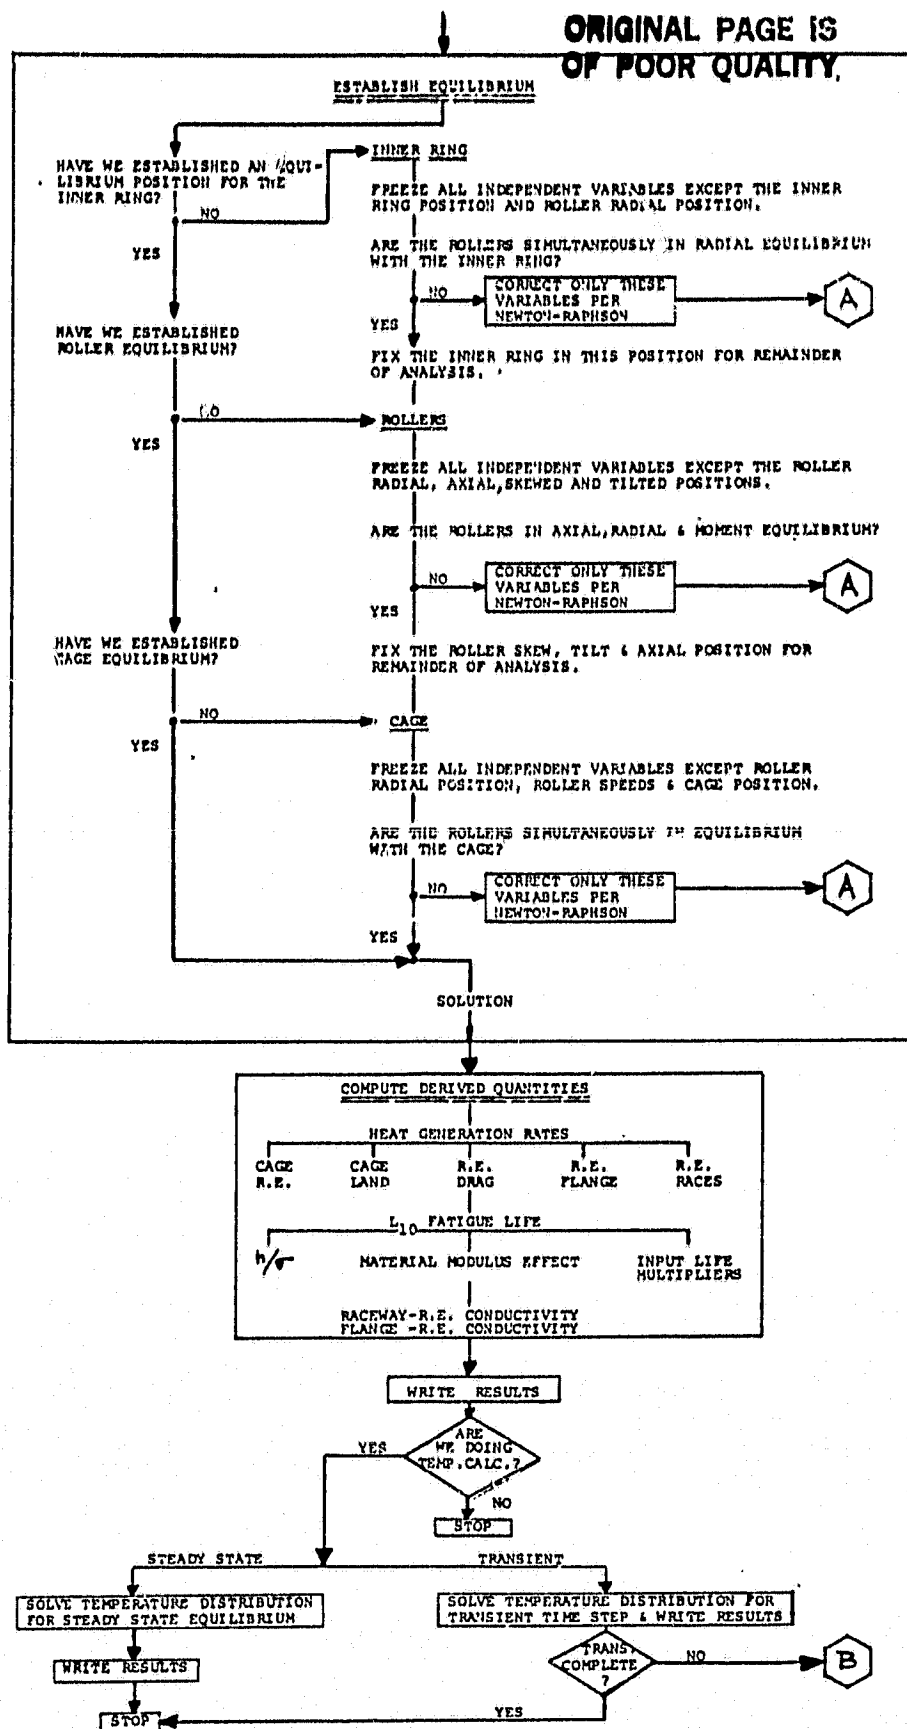 ORIGINAL PAGE IS
OF POOR QUALITY
ESTABLISH EQUILIBRIUM
HAVE WE ESTABLISHED AN EQUI-
LIBRIUM POSITION FOR THE
INNER RING?
NO
YES
INNER RING
FREEZE ALL INDEPENDENT VARIABLES EXCEPT THE INNER
RING POSITION AND ROLLER RADIAL POSITION.
ARE THE ROLLERS SIMULTANEOUSLY IN RADIAL EQUILIBRIUM
WITH THE INNER RING?
NO
CORRECT ONLY THESE
VARIABLES PER
NEWTON-RAPHSON
A
YES
HAVE WE ESTABLISHED
ROLLER EQUILIBRIUM?
FIX THE INNER RING IN THIS POSITION FOR REMAINDER
OF ANALYSIS.
NO
YES
ROLLERS
FREEZE ALL INDEPENDENT VARIABLES EXCEPT THE ROLLER
RADIAL, AXIAL,SKEWED AND TILTED POSITIONS.
ARE THE ROLLERS IN AXIAL,RADIAL & MOMENT EQUILIBRIUM?
NO
CORRECT ONLY THESE
VARIABLES PER
NEWTON-RAPHSON
A
YES
HAVE WE ESTABLISHED
CAGE EQUILIBRIUM?
FIX THE ROLLER SKEW, TILT & AXIAL POSITION FOR
REMAINDER OF ANALYSIS.
NO
YES
CAGE
FREEZE ALL INDEPENDENT VARIABLES EXCEPT ROLLER
RADIAL POSITION, ROLLER SPEEDS & CAGE POSITION.
ARE THE ROLLERS SIMULTANEOUSLY IN EQUILIBRIUM
WITH THE CAGE?
NO
CORRECT ONLY THESE
VARIABLES PER
NEWTON-RAPHSON
A
YES
SOLUTION
COMPUTE DERIVED QUANTITIES
HEAT GENERATION RATES
CAGE R.E.
CAGE LAND
R.E. DRAG
R.E. FLANGE
R.E. RACES
L10 FATIGUE LIFE
h/σ
MATERIAL MODULUS EFFECT
INPUT LIFE
MULTIPLIERS
RACEWAY-R.E. CONDUCTIVITY
FLANGE -R.E. CONDUCTIVITY
WRITE RESULTS
ARE
WE DOING
TEMP.CALC.?
YES
NO
STOP
STEADY STATE
TRANSIENT
SOLVE TEMPERATURE DISTRIBUTION
FOR STEADY STATE EQUILIBRIUM
SOLVE TEMPERATURE DISTRIBUTION FOR
TRANSIENT TIME STEP & WRITE RESULTS
WRITE RESULTS
TRANS.
COMPLETE
?
NO
B
YES
STOP